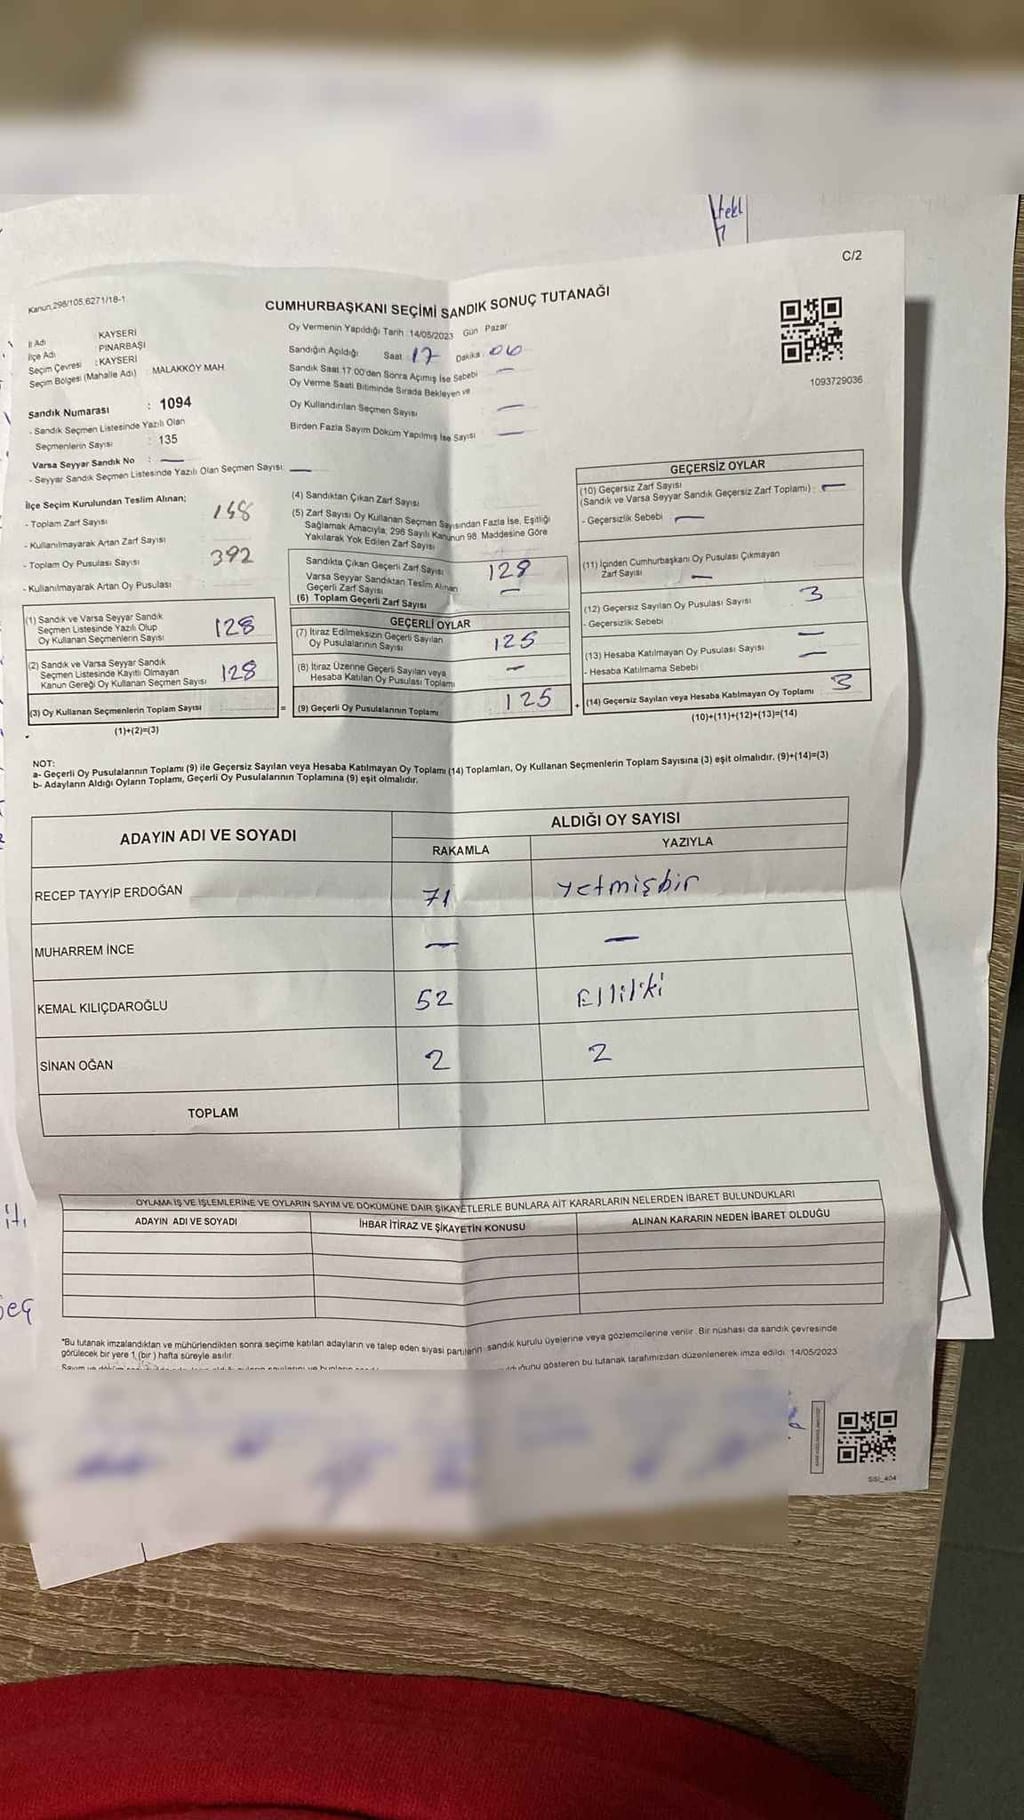 tekl
C/2
Kanun,298/105,6271/18-1
CUMHURBAŞKANI SEÇİMİ SANDIK SONUÇ TUTANAĞI
İl Adı KAYSERİ
İlçe Adı PINARBAŞI
Seçim Çevresi : KAYSERİ
Seçim Bölgesi (Mahalle Adı) MALAKKÖY MAH.
Sandık Numarası : 1094
- Sandık Seçmen Listesinde Yazılı Olan
Seçmenlerin Sayısı : 135
Varsa Seyyar Sandık No : —
- Seyyar Sandık Seçmen Listesinde Yazılı Olan Seçmen Sayısı: —
Oy Vermenin Yapıldığı Tarih :14/05/2023 Gün Pazar
Sandığın Açıldığı Saat 17 Dakika : 06
Sandık Saat 17.00'den Sonra Açılmış İse Sebebi —
Oy Verme Saati Bitiminde Sırada Bekleyen ve
Oy Kullandırılan Seçmen Sayısı —
Birden Fazla Sayım Döküm Yapılmış İse Sayısı —
1093729036
İlçe Seçim Kurulundan Teslim Alınan;
- Toplam Zarf Sayısı
- Kullanılmayarak Artan Zarf Sayısı
- Toplam Oy Pusulası Sayısı 392
- Kullanılmayarak Artan Oy Pusulası
(1) Sandık ve Varsa Seyyar Sandık
Seçmen Listesinde Yazılı Olup
Oy Kullanan Seçmenlerin Sayısı 128
(2) Sandık ve Varsa Seyyar Sandık
Seçmen Listesinde Kayıtlı Olmayan
Kanun Gereği Oy Kullanan Seçmen Sayısı 128
(3) Oy Kullanan Seçmenlerin Toplam Sayısı =
(1)+(2)=(3)
(4) Sandıktan Çıkan Zarf Sayısı
(5) Zarf Sayısı Oy Kullanan Seçmen Sayısından Fazla İse, Eşitliği
Sağlamak Amacıyla; 298 Sayılı Kanunun 98. Maddesine Göre
Yakılarak Yok Edilen Zarf Sayısı
Sandıkta Çıkan Geçerli Zarf Sayısı 128
Varsa Seyyar Sandıktan Teslim Alınan
Geçerli Zarf Sayısı —
(6) Toplam Geçerli Zarf Sayısı
GEÇERLİ OYLAR
(7) İtiraz Edilmeksizin Geçerli Sayılan
Oy Pusulalarının Sayısı 125
(8) İtiraz Üzerine Geçerli Sayılan veya
Hesaba Katılan Oy Pusulası Toplamı —
(9) Geçerli Oy Pusulalarının Toplamı 125 +
GEÇERSİZ OYLAR
(10) Geçersiz Zarf Sayısı
(Sandık ve Varsa Seyyar Sandık Geçersiz Zarf Toplamı) : —
- Geçersizlik Sebebi —
(11) İçinden Cumhurbaşkanı Oy Pusulası Çıkmayan
Zarf Sayısı —
(12) Geçersiz Sayılan Oy Pusulası Sayısı 3
- Geçersizlik Sebebi
(13) Hesaba Katılmayan Oy Pusulası Sayısı —
- Hesaba Katılmama Sebebi —
(14) Geçersiz Sayılan veya Hesaba Katılmayan Oy Toplamı 3
(10)+(11)+(12)+(13)=(14)
NOT:
a- Geçerli Oy Pusulalarının Toplamı (9) ile Geçersiz Sayılan veya Hesaba Katılmayan Oy Toplamı (14) Toplamları, Oy Kullanan Seçmenlerin Toplam Sayısına (3) eşit olmalıdır. (9)+(14)=(3)
b- Adayların Aldığı Oyların Toplamı, Geçerli Oy Pusulalarının Toplamına (9) eşit olmalıdır.
ADAYIN ADI VE SOYADI
ALDIĞI OY SAYISI
RAKAMLA YAZIYLA
RECEP TAYYİP ERDOĞAN 71 yetmişbir
MUHARREM İNCE — —
KEMAL KILIÇDAROĞLU 52 Elliiki
SİNAN OĞAN 2 2
TOPLAM
OYLAMA İŞ VE İŞLEMLERİNE VE OYLARIN SAYIM VE DÖKÜMÜNE DAİR ŞİKAYETLERLE BUNLARA AİT KARARLARIN NELERDEN İBARET BULUNDUKLARI
ADAYIN ADI VE SOYADI İHBAR İTİRAZ VE ŞİKAYETİN KONUSU ALINAN KARARIN NEDEN İBARET OLDUĞU
seç
*Bu tutanak imzalandıktan ve mühürlendikten sonra seçime katılan adayların ve talep eden siyasi partilerin sandık kurulu üyelerine veya gözlemcilerine verilir. Bir nüshası da sandık çevresinde
görülecek bir yere 1 (bir) hafta süreyle asılır.
gösteren bu tutanak tarafımızdan düzenlenerek imza edildi. 14/05/2023
SSI_404